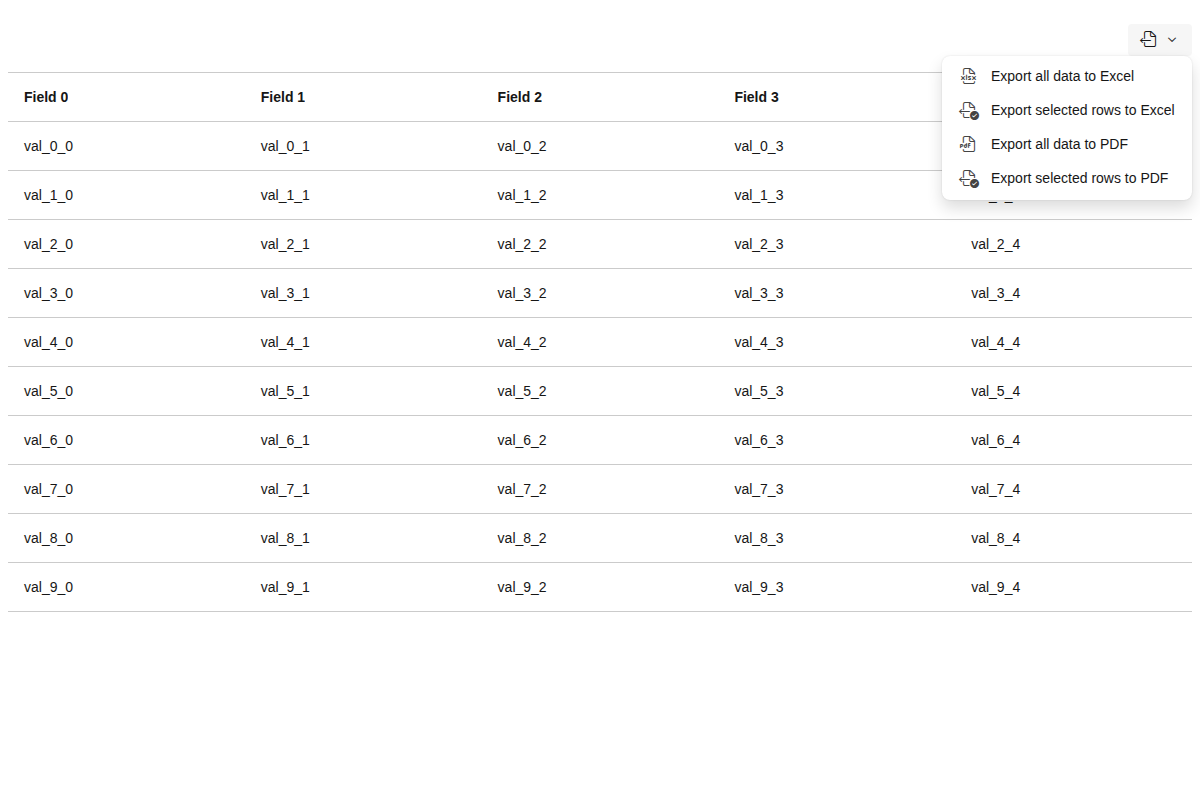 Export all data to Excel
Export selected rows to Excel
Export all data to PDF
Export selected rows to PDF
Field 0 Field 1 Field 2 Field 3
val_0_0 val_0_1 val_0_2 val_0_3
val_1_0 val_1_1 val_1_2 val_1_3
val_2_0 val_2_1 val_2_2 val_2_3 val_2_4
val_3_0 val_3_1 val_3_2 val_3_3 val_3_4
val_4_0 val_4_1 val_4_2 val_4_3 val_4_4
val_5_0 val_5_1 val_5_2 val_5_3 val_5_4
val_6_0 val_6_1 val_6_2 val_6_3 val_6_4
val_7_0 val_7_1 val_7_2 val_7_3 val_7_4
val_8_0 val_8_1 val_8_2 val_8_3 val_8_4
val_9_0 val_9_1 val_9_2 val_9_3 val_9_4